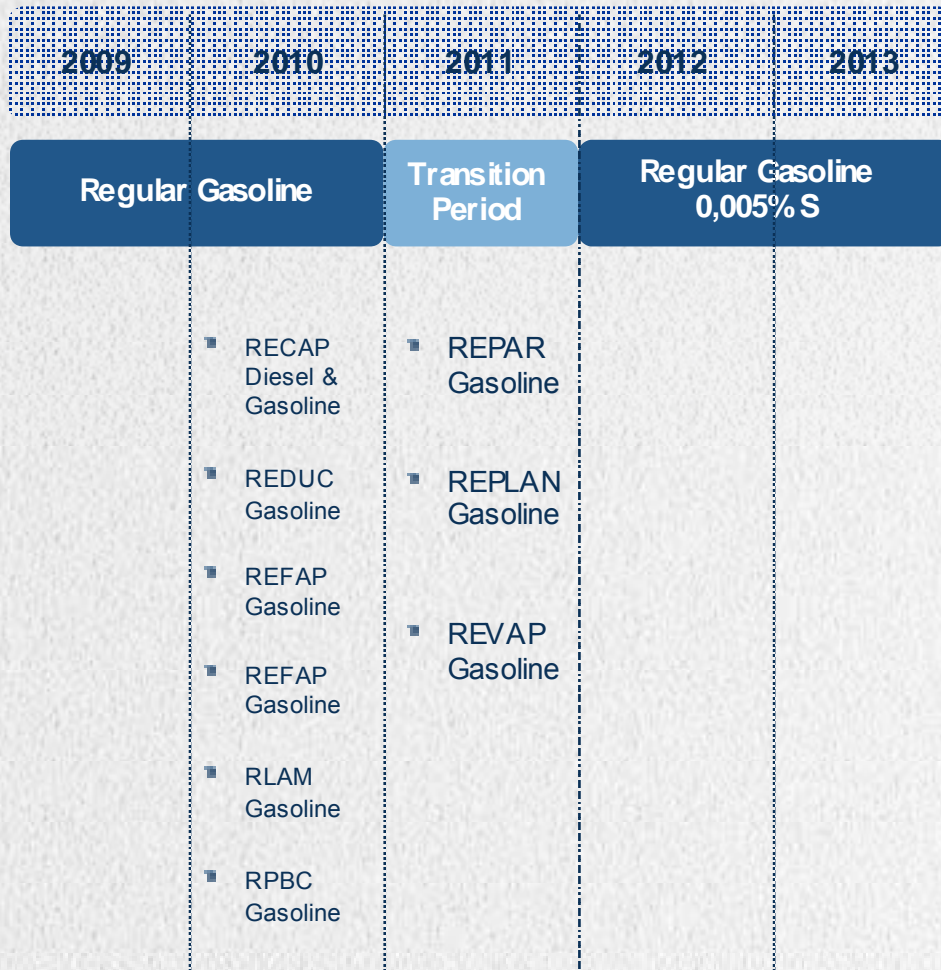 2009 2010 2011 2012 2013
Regular Gasoline
Transition
Period
Regular Gasoline
0,005% S
RECAP
Diesel &
Gasoline
REDUC
Gasoline
REFAP
Gasoline
REFAP
Gasoline
RLAM
Gasoline
RPBC
Gasoline
REPAR
Gasoline
REPLAN
Gasoline
REVAP
Gasoline